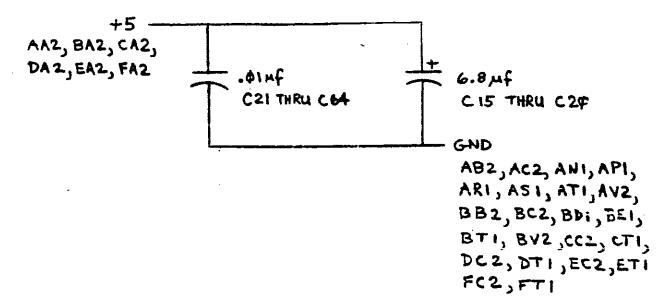 +5
AA2, BA2, CA2,
DA2, EA2, FA2
.01µf
C21 THRU C64
+
6.8µf
C15 THRU C20
GND
AB2, AC2, AN1, AP1,
AR1, AS1, AT1, AV2,
BB2, BC2, BD1, BE1,
BT1, BV2, CC2, CT1,
DC2, DT1, EC2, ET1
FC2, FT1